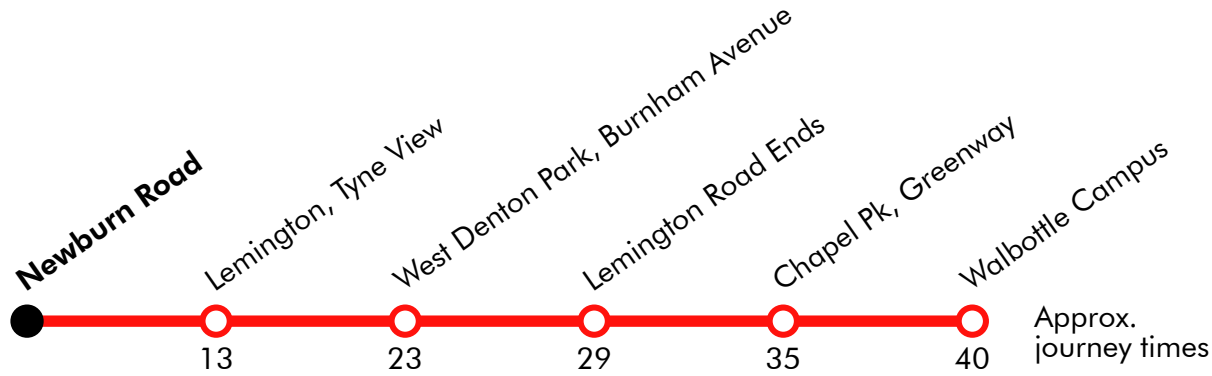 Newburn Road
Lemington, Tyne View
West Denton Park, Burnham Avenue
Lemington Road Ends
Chapel Pk, Greenway
Walbottle Campus
13
23
29
35
40
Approx.
journey times